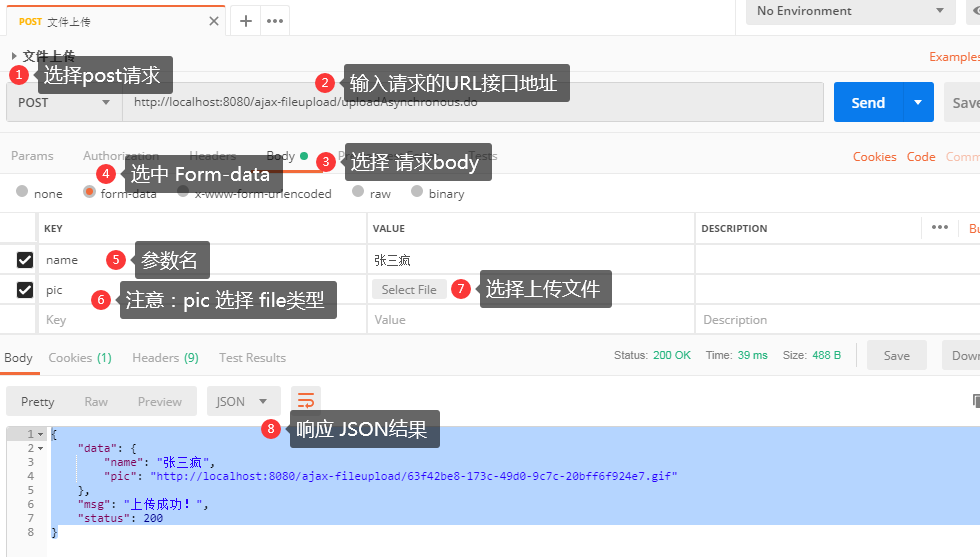 POST 文件上传
No Environment
文件上传
Examples
1 选择post请求
2 输入请求的URL接口地址
POST
http://localhost:8080/ajax-fileupload/uploadAsynchronous.do
Send
Save
Params
Authorization
Headers
Body
3 选择 请求body
Tests
Cookies
Code
Comm
4 选中 Form-data
none
form-data
x-www-form-urlencoded
raw
binary
KEY
VALUE
DESCRIPTION
Bu
name
5 参数名
张三疯
pic
6 注意：pic 选择 file类型
Select File
7 选择上传文件
Key
Value
Description
Body
Cookies (1)
Headers (9)
Test Results
Status: 200 OK
Time: 39 ms
Size: 488 B
Save
Down
Pretty
Raw
Preview
JSON
8 响应 JSON结果
1 {
2 "data": {
3 "name": "张三疯",
4 "pic": "http://localhost:8080/ajax-fileupload/63f42be8-173c-49d0-9c7c-20bff6f924e7.gif"
5 },
6 "msg": "上传成功！",
7 "status": 200
8 }